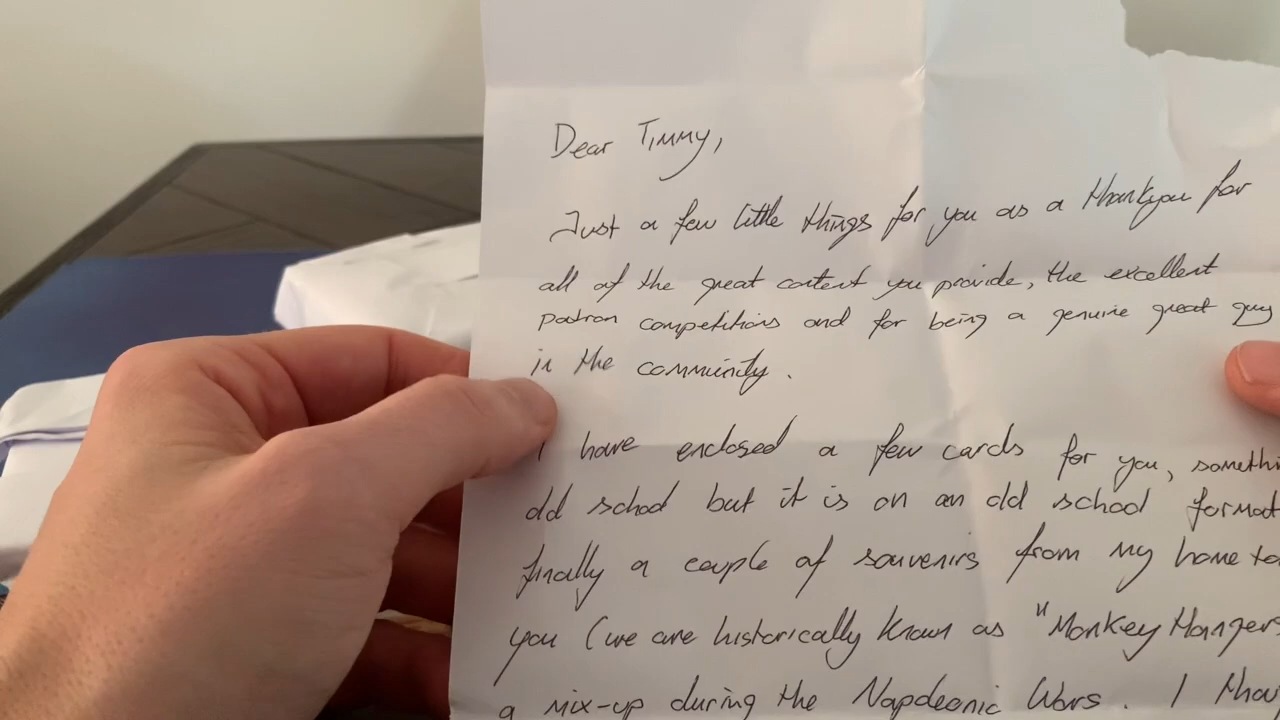 Dear Timmy,
Just a few little things for you as a thankyou for
all of the great content you provide, the excellent
patron competitions and for being a genuine great guy
in the community.
I have enclosed a few cards for you, somethi
old school but it is on an old school format
finally a couple of souvenirs from my home to
you (we are historically known as "Monkey Hangers
a mix-up during the Napoleonic Wars. I